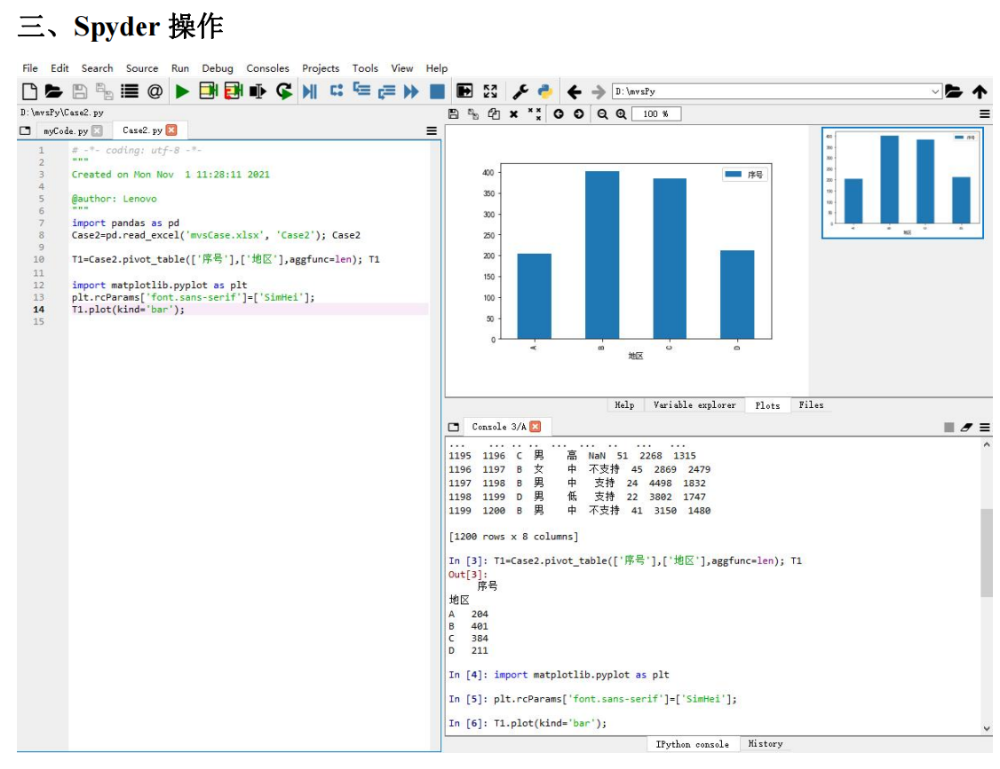 三、Spyder 操作
File Edit Search Source Run Debug Consoles Projects Tools View Help
D:\mvsPy
D:\mvsPy\Case2.py
myCode.py Case2.py
1 # -*- coding: utf-8 -*-
2 """
3 Created on Mon Nov  1 11:28:11 2021
4
5 @author: Lenovo
6 """
7 import pandas as pd
8 Case2=pd.read_excel('mvsCase.xlsx', 'Case2'); Case2
9
10 T1=Case2.pivot_table(['序号'],['地区'],aggfunc=len); T1
11
12 import matplotlib.pyplot as plt
13 plt.rcParams['font.sans-serif']=['SimHei'];
14 T1.plot(kind='bar');
15
100 %
序号
400
350
300
250
200
150
100
50
0
A B C D
地区
Help Variable explorer Plots Files
Console 3/A
... ... .. .. ... ... .. ... ...
1195 1196 C 男 高 NaN 51 2268 1315
1196 1197 B 女 中 不支持 45 2869 2479
1197 1198 B 男 中 支持 24 4498 1832
1198 1199 D 男 低 支持 22 3802 1747
1199 1200 B 男 中 不支持 41 3150 1480
[1200 rows x 8 columns]
In [3]: T1=Case2.pivot_table(['序号'],['地区'],aggfunc=len); T1
Out[3]:
序号
地区
A 204
B 401
C 384
D 211
In [4]: import matplotlib.pyplot as plt
In [5]: plt.rcParams['font.sans-serif']=['SimHei'];
In [6]: T1.plot(kind='bar');
IPython console History